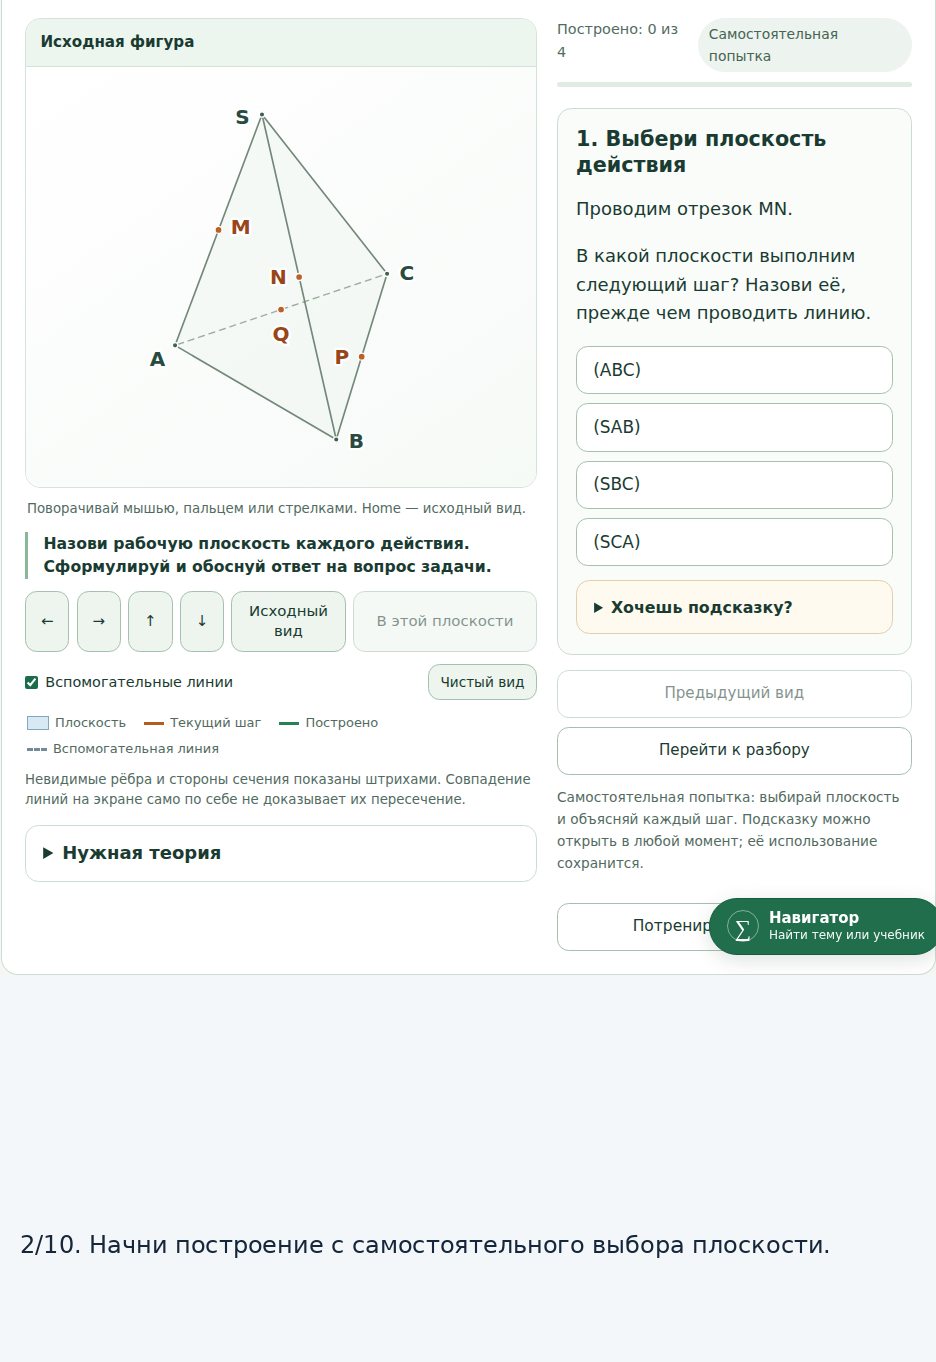 Исходная фигура
S
M
N
C
Q
A
P
B
Поворачивай мышью, пальцем или стрелками. Home — исходный вид.
Назови рабочую плоскость каждого действия.
Сформулируй и обоснуй ответ на вопрос задачи.
←
→
↑
↓
Исходный
вид
В этой плоскости
Вспомогательные линии
Чистый вид
Плоскость
Текущий шаг
Построено
Вспомогательная линия
Невидимые рёбра и стороны сечения показаны штрихами. Совпадение
линий на экране само по себе не доказывает их пересечение.
Нужная теория
Построено: 0 из
4
Самостоятельная
попытка
1. Выбери плоскость
действия
Проводим отрезок MN.
В какой плоскости выполним
следующий шаг? Назови её,
прежде чем проводить линию.
(ABC)
(SAB)
(SBC)
(SCA)
Хочешь подсказку?
Предыдущий вид
Перейти к разбору
Самостоятельная попытка: выбирай плоскость
и объясняй каждый шаг. Подсказку можно
открыть в любой момент; её использование
сохранится.
Потренир
∑
Навигатор
Найти тему или учебник
2/10. Начни построение с самостоятельного выбора плоскости.